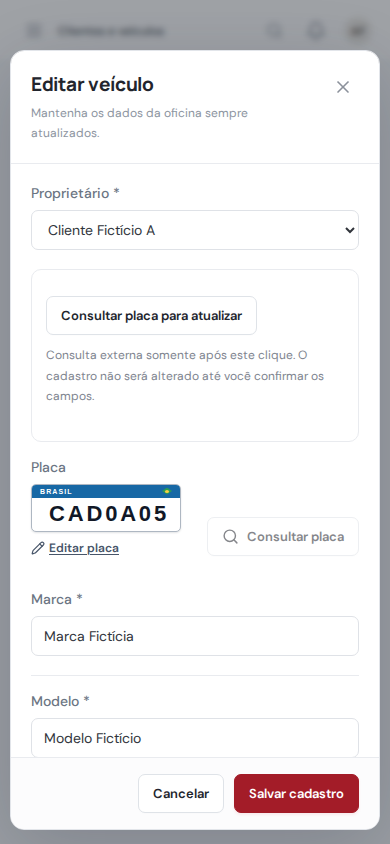 Clientes e veículos
Editar veículo
Mantenha os dados da oficina sempre
atualizados.
Proprietário *
Cliente Fictício A
Consultar placa para atualizar
Consulta externa somente após este clique. O
cadastro não será alterado até você confirmar os
campos.
Placa
BRASIL
CAD0A05
Editar placa
Consultar placa
Marca *
Marca Fictícia
Modelo *
Modelo Fictício
Cancelar
Salvar cadastro